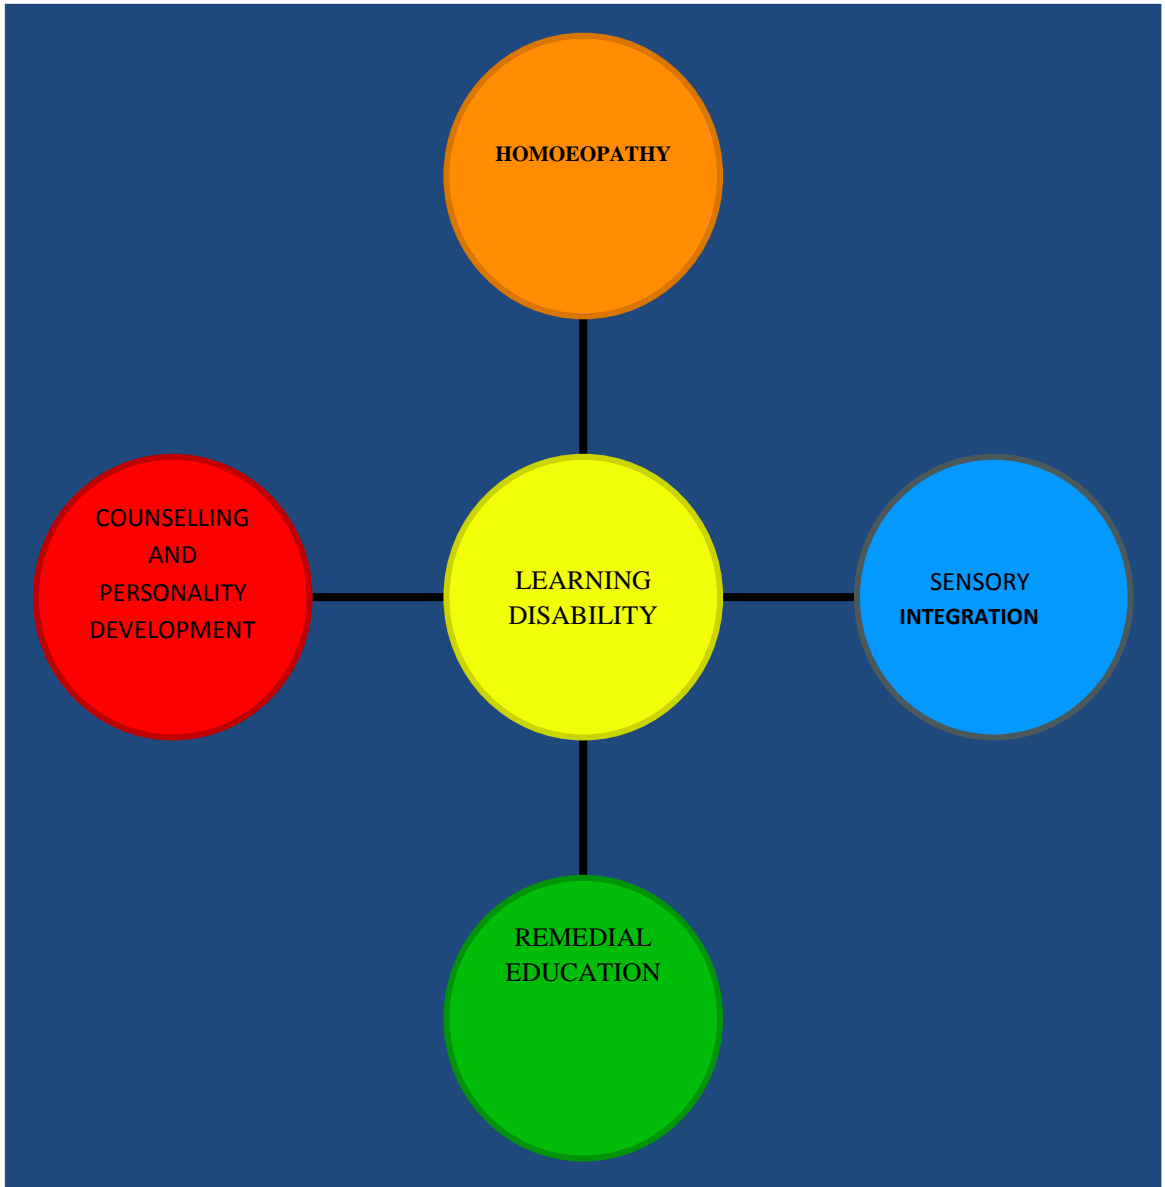 HOMOEOPATHY
COUNSELLING
AND
PERSONALITY
DEVELOPMENT
LEARNING
DISABILITY
SENSORY
INTEGRATION
REMEDIAL
EDUCATION